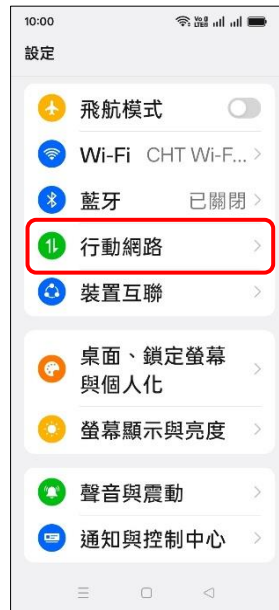 10:00
設定
飛航模式
Wi-Fi CHT Wi-F...
藍牙 已關閉
行動網路
裝置互聯
桌面、鎖定螢幕
與個人化
螢幕顯示與亮度
聲音與震動
通知與控制中心